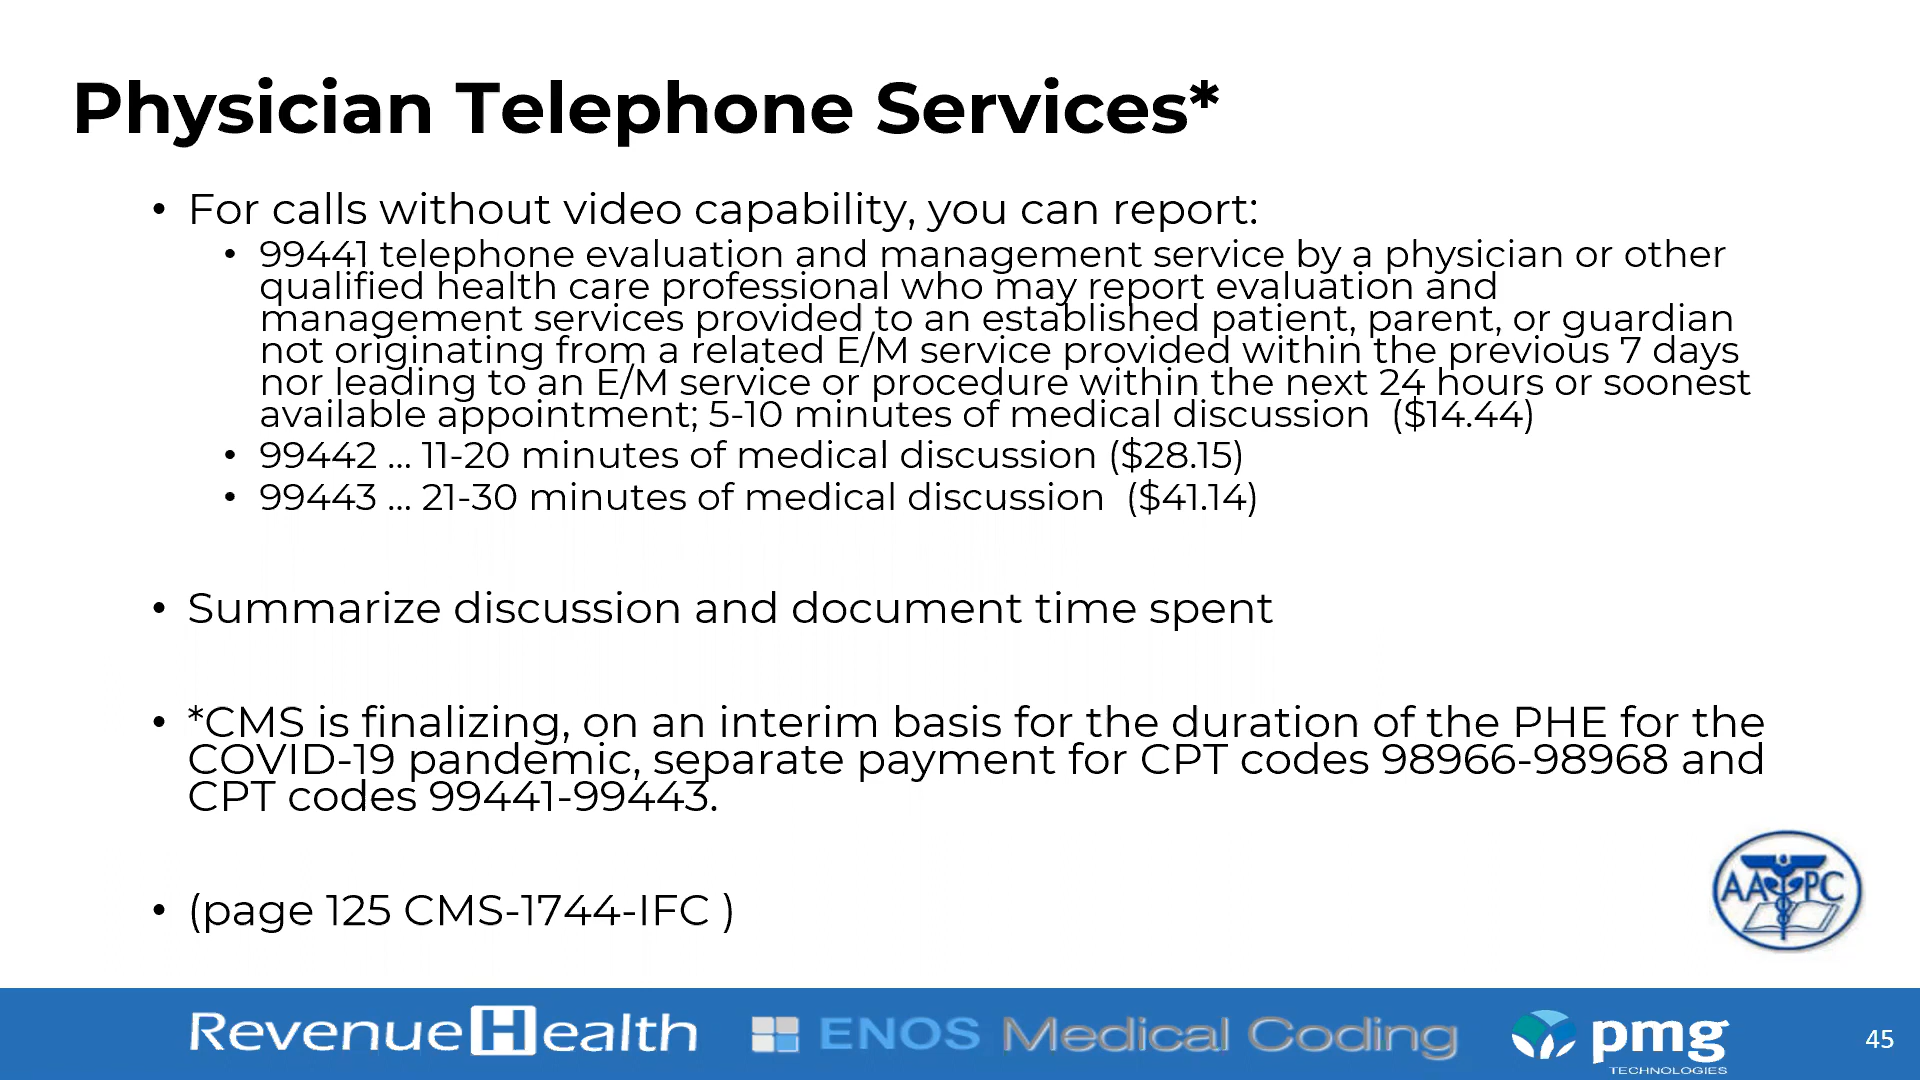 Physician Telephone Services*
• For calls without video capability, you can report:
• 99441 telephone evaluation and management service by a physician or other
qualified health care professional who may report evaluation and
management services provided to an established patient, parent, or guardian
not originating from a related E/M service provided within the previous 7 days
nor leading to an E/M service or procedure within the next 24 hours or soonest
available appointment; 5-10 minutes of medical discussion ($14.44)
• 99442 ... 11-20 minutes of medical discussion ($28.15)
• 99443 ... 21-30 minutes of medical discussion ($41.14)
• Summarize discussion and document time spent
• *CMS is finalizing, on an interim basis for the duration of the PHE for the
COVID-19 pandemic, separate payment for CPT codes 98966-98968 and
CPT codes 99441-99443.
• (page 125 CMS-1744-IFC )
AAPC
RevenueHealth
ENOS Medical Coding
pmg
TECHNOLOGIES
45